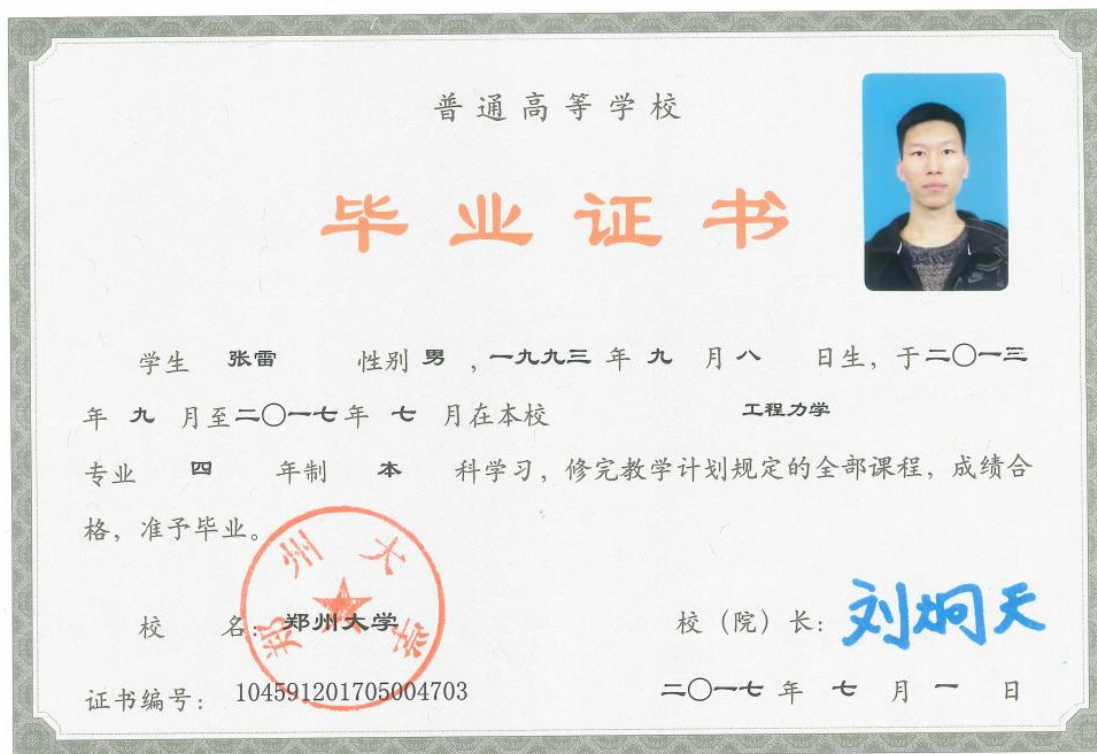 普通高等学校
毕业证书
学生 张雷 性别 男 ，一九九三 年 九 月 八 日生，于二〇一三
年 九 月至二〇一七年 七 月在本校 工程力学
专业 四 年制 本 科学习，修完教学计划规定的全部课程，成绩合
格，准予毕业。
郑州大学
校 名：郑州大学 校（院）长：刘炯天
证书编号：104591201705004703 二〇一七 年 七 月 一 日